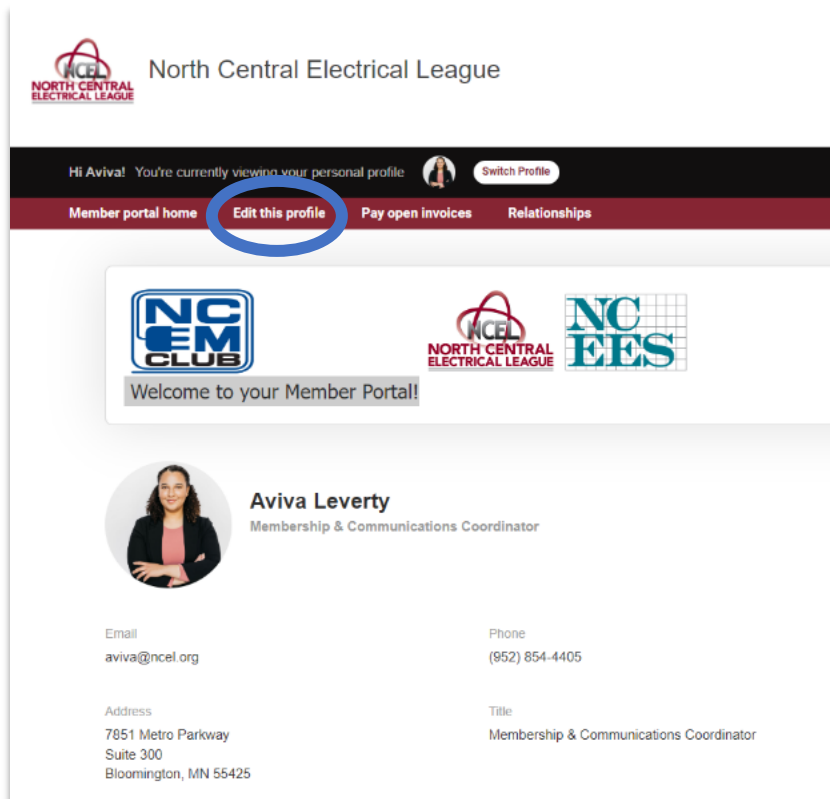 NCEL
NORTH CENTRAL
ELECTRICAL LEAGUE
North Central Electrical League
Hi Aviva! You're currently viewing your personal profile
Switch Profile
Member portal home Edit this profile Pay open invoices Relationships
NC
EM
CLUB
NCEL
NORTH CENTRAL
ELECTRICAL LEAGUE
NC
EES
Welcome to your Member Portal!
Aviva Leverty
Membership & Communications Coordinator
Email
aviva@ncel.org
Phone
(952) 854-4405
Address
7851 Metro Parkway
Suite 300
Bloomington, MN 55425
Title
Membership & Communications Coordinator